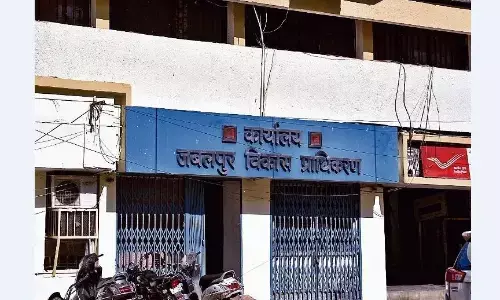 कार्यालय
जबलपुर विकास प्राधिकरण